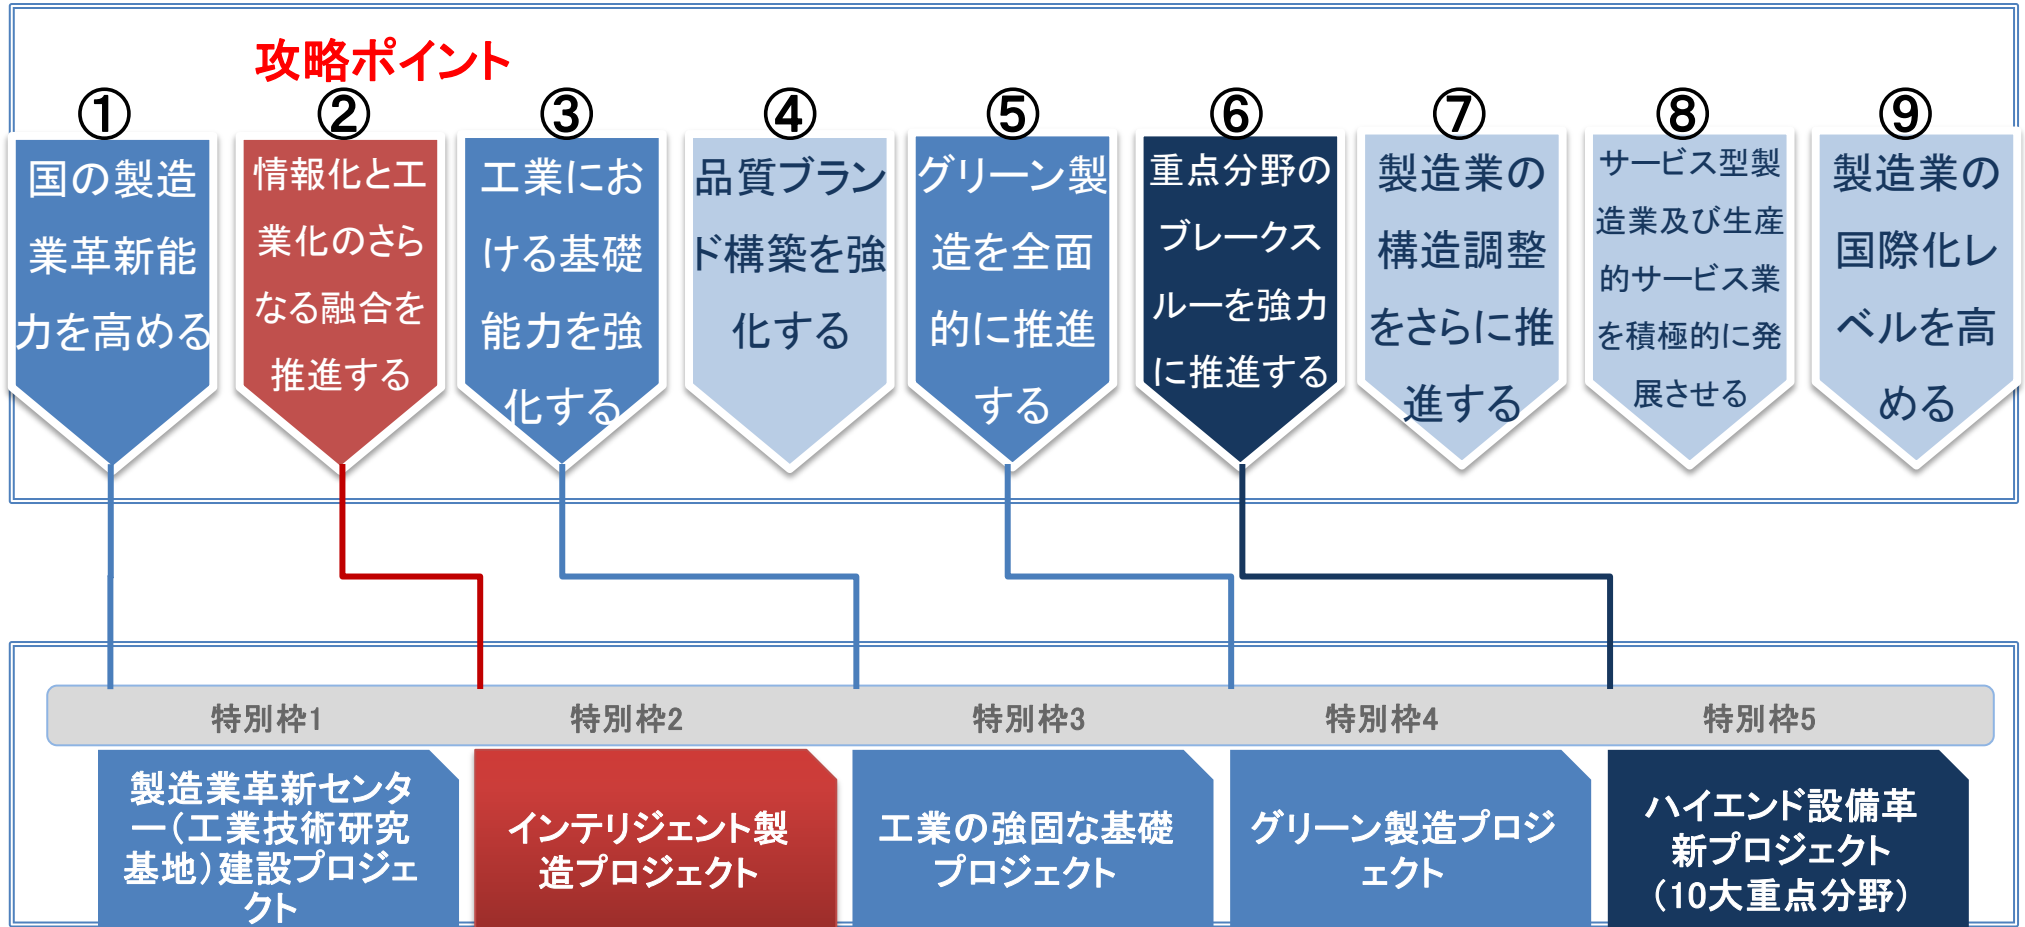 攻略ポイント
①
国の製造
業革新能
力を高める
②
情報化と工
業化のさら
なる融合を
推進する
③
工業にお
ける基礎
能力を強
化する
④
品質ブラン
ド構築を強
化する
⑤
グリーン製
造を全面
的に推進
する
⑥
重点分野の
ブレークス
ルーを強力
に推進する
⑦
製造業の
構造調整
をさらに推
進する
⑧
サービス型製
造業及び生産
的サービス業
を積極的に発
展させる
⑨
製造業の
国際化レ
ベルを高
める
特別枠1
特別枠2
特別枠3
特別枠4
特別枠5
製造業革新センタ
ー（工業技術研究
基地）建設プロジェ
クト
インテリジェント製
造プロジェクト
工業の強固な基礎
プロジェクト
グリーン製造プロジ
ェクト
ハイエンド設備革
新プロジェクト
（10大重点分野）